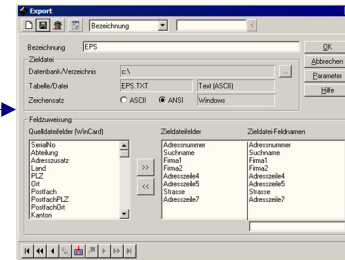 Export
Bezeichnung
Bezeichnung EPS
OK
Zieldatei
Abbrechen
Datenbank/Verzeichnis c:\ ...
Parameter
Tabelle/Datei EPS.TXT Text (ASCII)
Hilfe
Zeichensatz ASCII ANSI Windows
Feldzuweisung
Quelldateifelder (WinCard) Zieldateifelder Zieldatei-Feldnamen
SerialNo Adressnummer Adressnummer
Abteilung Suchname Suchname
Adresszusatz Firma1 Firma1
Land >> Firma2 Firma2
PLZ Adresszeile4 Adresszeile4
Ort << Adresszeile5 Adresszeile5
Postfach Strasse Strasse
PostfachPLZ Adresszeile7 Adresszeile7
PostfachOrt
Kanton